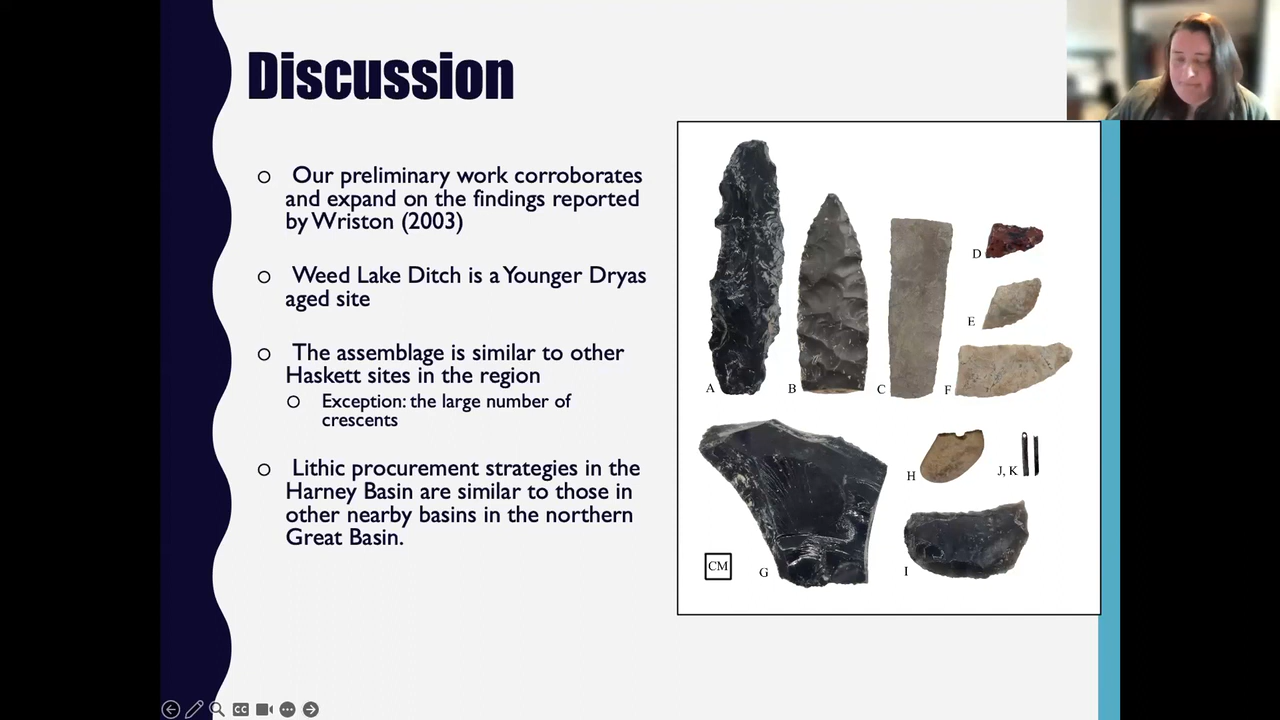 Discussion
Our preliminary work corroborates
and expand on the findings reported
by Wriston (2003)
Weed Lake Ditch is a Younger Dryas
aged site
The assemblage is similar to other
Haskett sites in the region
Exception: the large number of
crescents
Lithic procurement strategies in the
Harney Basin are similar to those in
other nearby basins in the northern
Great Basin.
A
B
C
D
E
F
G
H
I
J, K
CM
CC